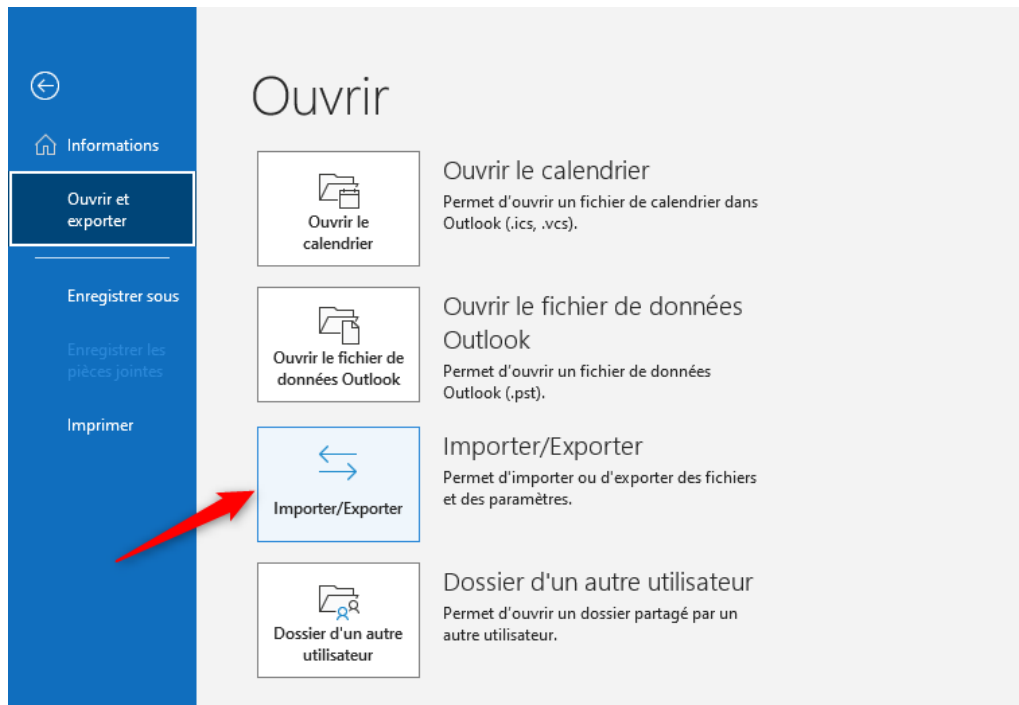 Ouvrir
Informations
Ouvrir et
exporter
Enregistrer sous
Enregistrer les
pièces jointes
Imprimer
Ouvrir le
calendrier
Ouvrir le calendrier
Permet d'ouvrir un fichier de calendrier dans
Outlook (.ics, .vcs).
Ouvrir le fichier de
données Outlook
Ouvrir le fichier de données
Outlook
Permet d'ouvrir un fichier de données
Outlook (.pst).
Importer/Exporter
Importer/Exporter
Permet d'importer ou d'exporter des fichiers
et des paramètres.
Dossier d'un autre
utilisateur
Dossier d'un autre utilisateur
Permet d'ouvrir un dossier partagé par un
autre utilisateur.